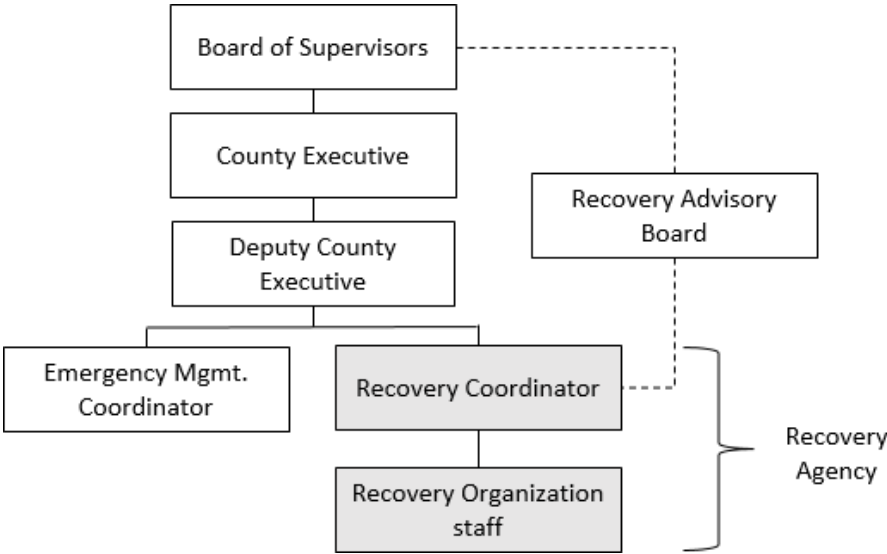 Board of Supervisors
County Executive
Recovery Advisory
Board
Deputy County
Executive
Emergency Mgmt.
Coordinator
Recovery Coordinator
Recovery
Agency
Recovery Organization
staff